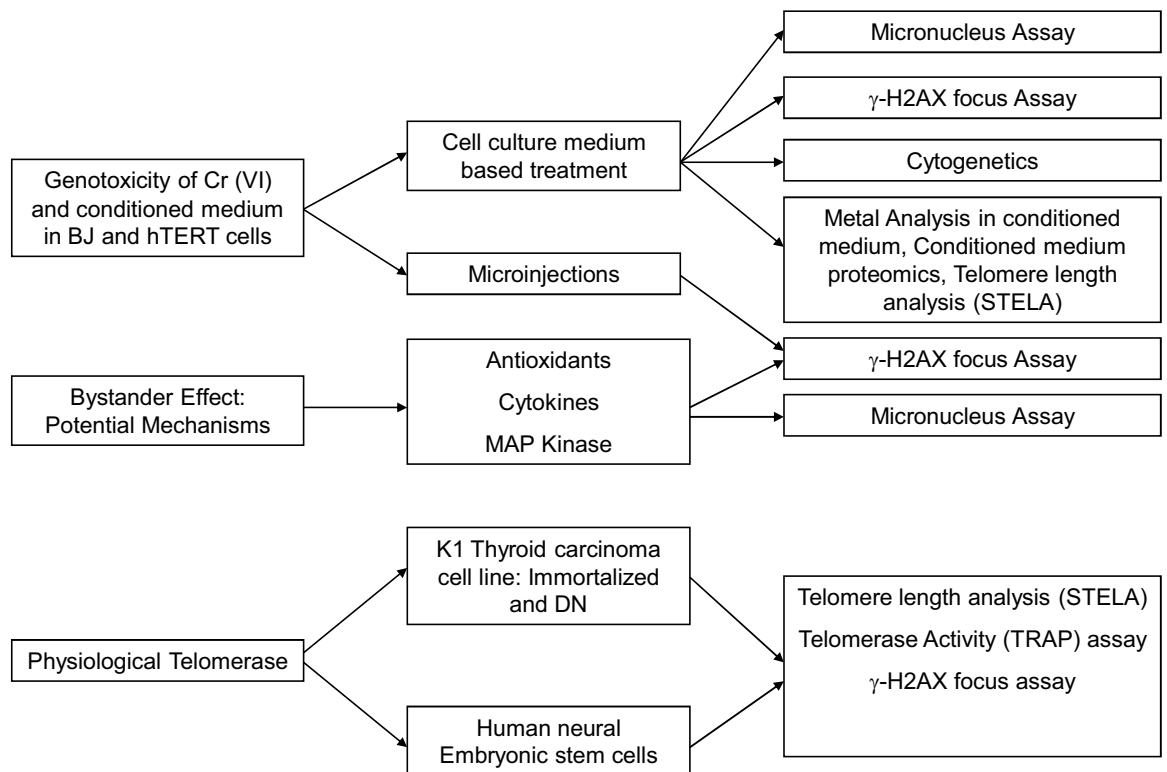 Micronucleus Assay
γ-H2AX focus Assay
Cell culture medium
based treatment
Cytogenetics
Genotoxicity of Cr (VI)
and conditioned medium
in BJ and hTERT cells
Metal Analysis in conditioned
medium, Conditioned medium
proteomics, Telomere length
analysis (STELA)
Microinjections
γ-H2AX focus Assay
Bystander Effect:
Potential Mechanisms
Antioxidants
Cytokines
MAP Kinase
Micronucleus Assay
K1 Thyroid carcinoma
cell line: Immortalized
and DN
Physiological Telomerase
Telomere length analysis (STELA)
Telomerase Activity (TRAP) assay
γ-H2AX focus assay
Human neural
Embryonic stem cells